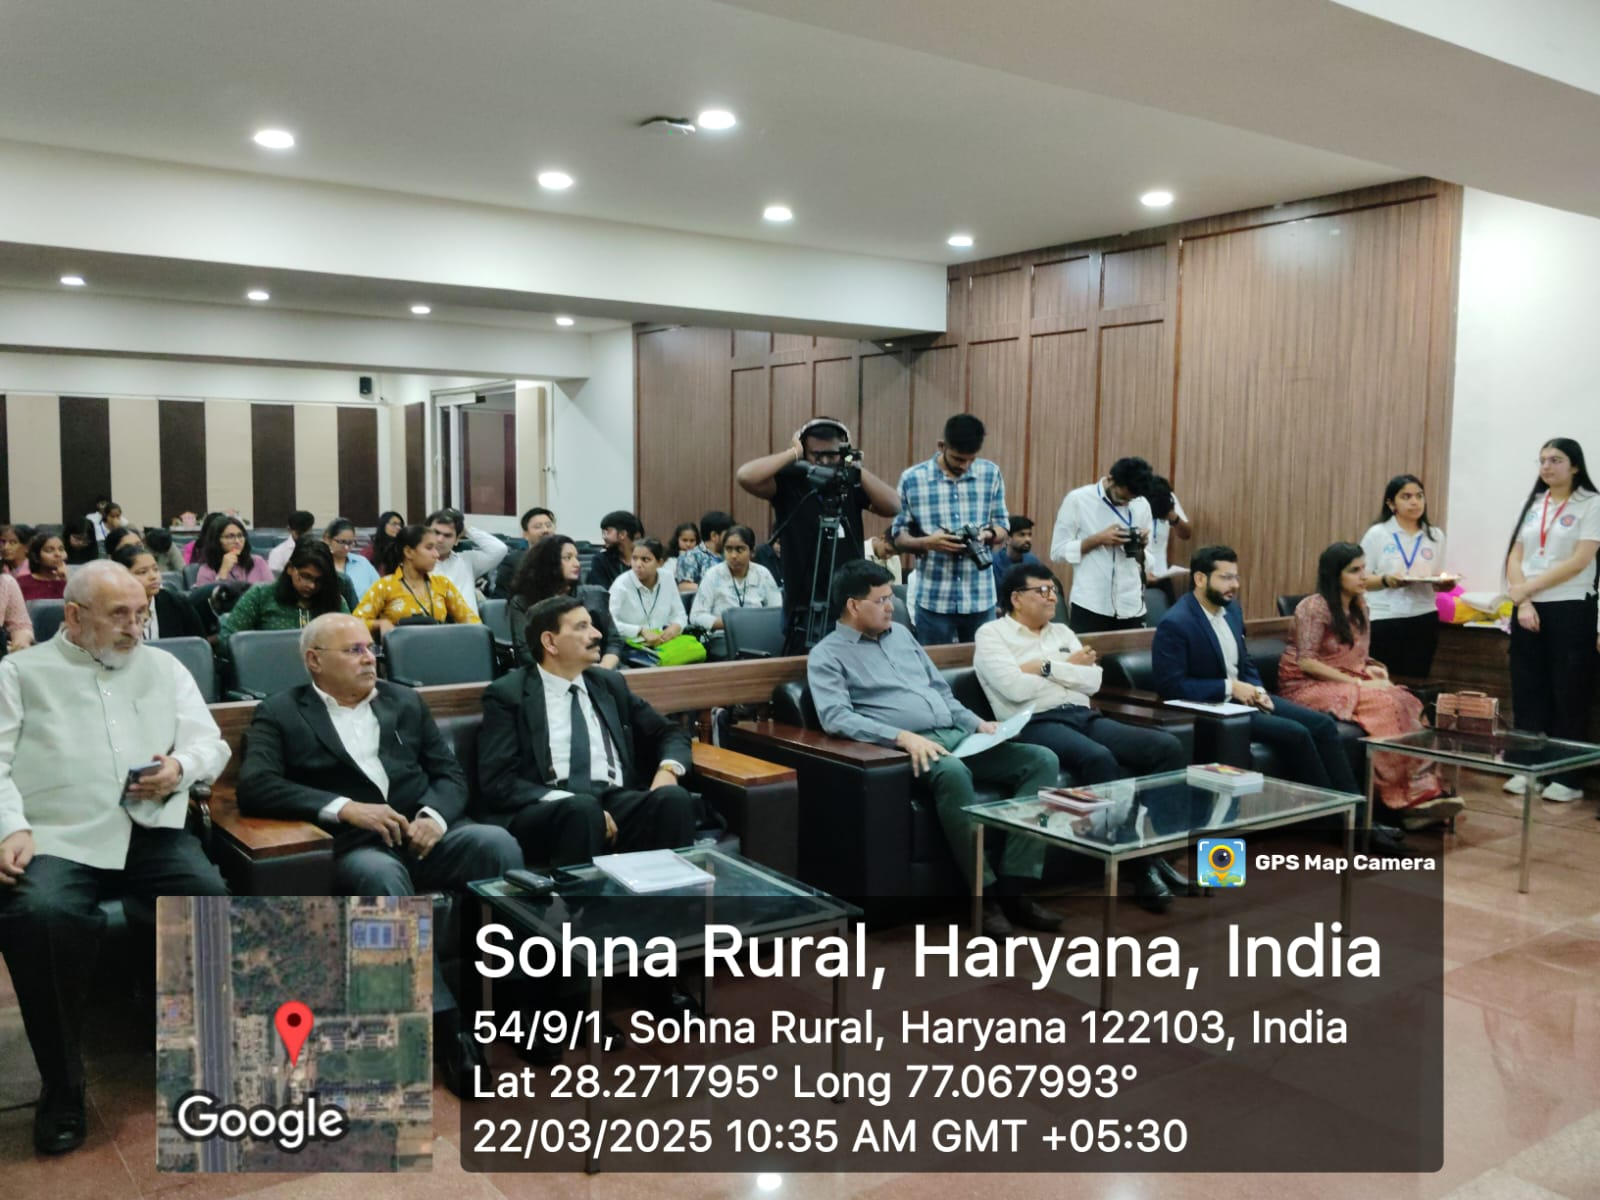 GPS Map Camera
Sohna Rural, Haryana, India
54/9/1, Sohna Rural, Haryana 122103, India
Lat 28.271795° Long 77.067993°
22/03/2025 10:35 AM GMT +05:30
Google